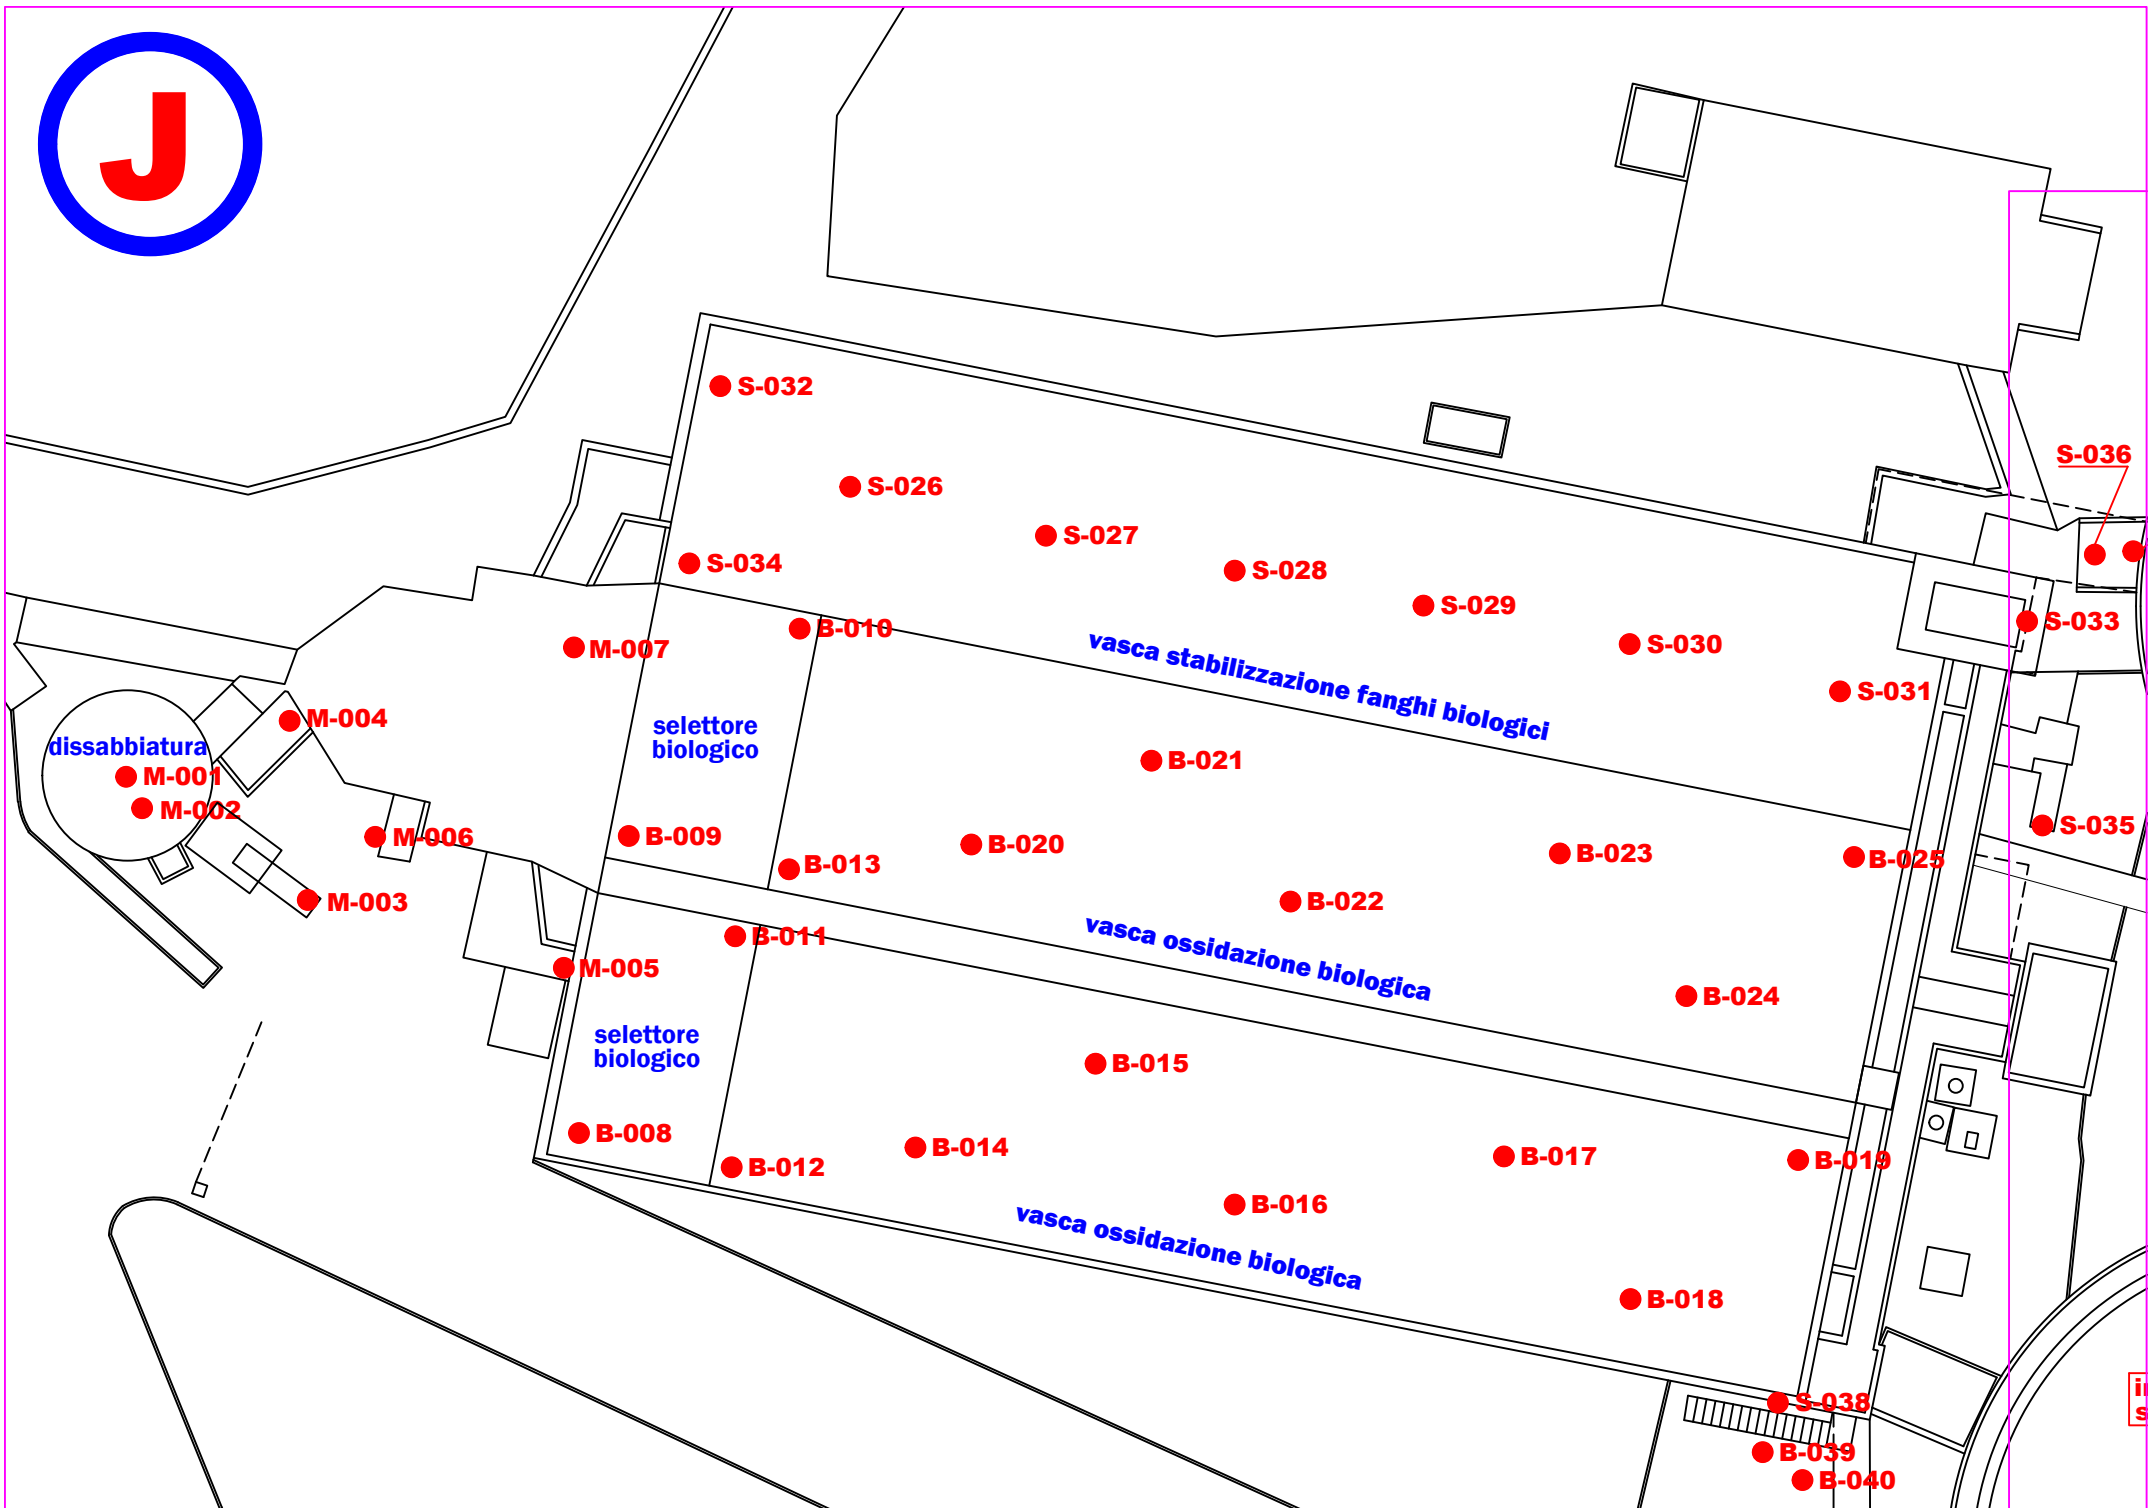 J
S-032
S-036
S-026
S-027
S-034
S-028
S-029
S-033
B-010
S-030
M-007
vasca stabilizzazione fanghi biologici
S-031
M-004
selettore
biologico
dissabbiatura
M-001
B-021
M-002
S-035
M-006
B-009
B-020
B-023
B-025
B-013
M-003
B-022
B-011
vasca ossidazione biologica
M-005
B-024
selettore
biologico
B-015
B-008
B-014
B-017
B-019
B-012
B-016
vasca ossidazione biologica
B-018
S-038
B-039
B-040